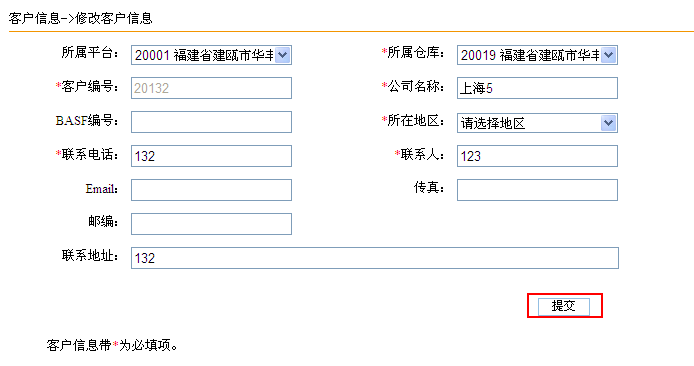 客户信息->修改客户信息
所属平台： 20001 福建省建瓯市华丰 *所属仓库： 20019 福建省建瓯市华丰
*客户编号： 20132 *公司名称： 上海5
BASF编号： *所在地区： 请选择地区
*联系电话： 132 *联系人： 123
Email： 传真：
邮编：
联系地址： 132
提交
客户信息带*为必填项。